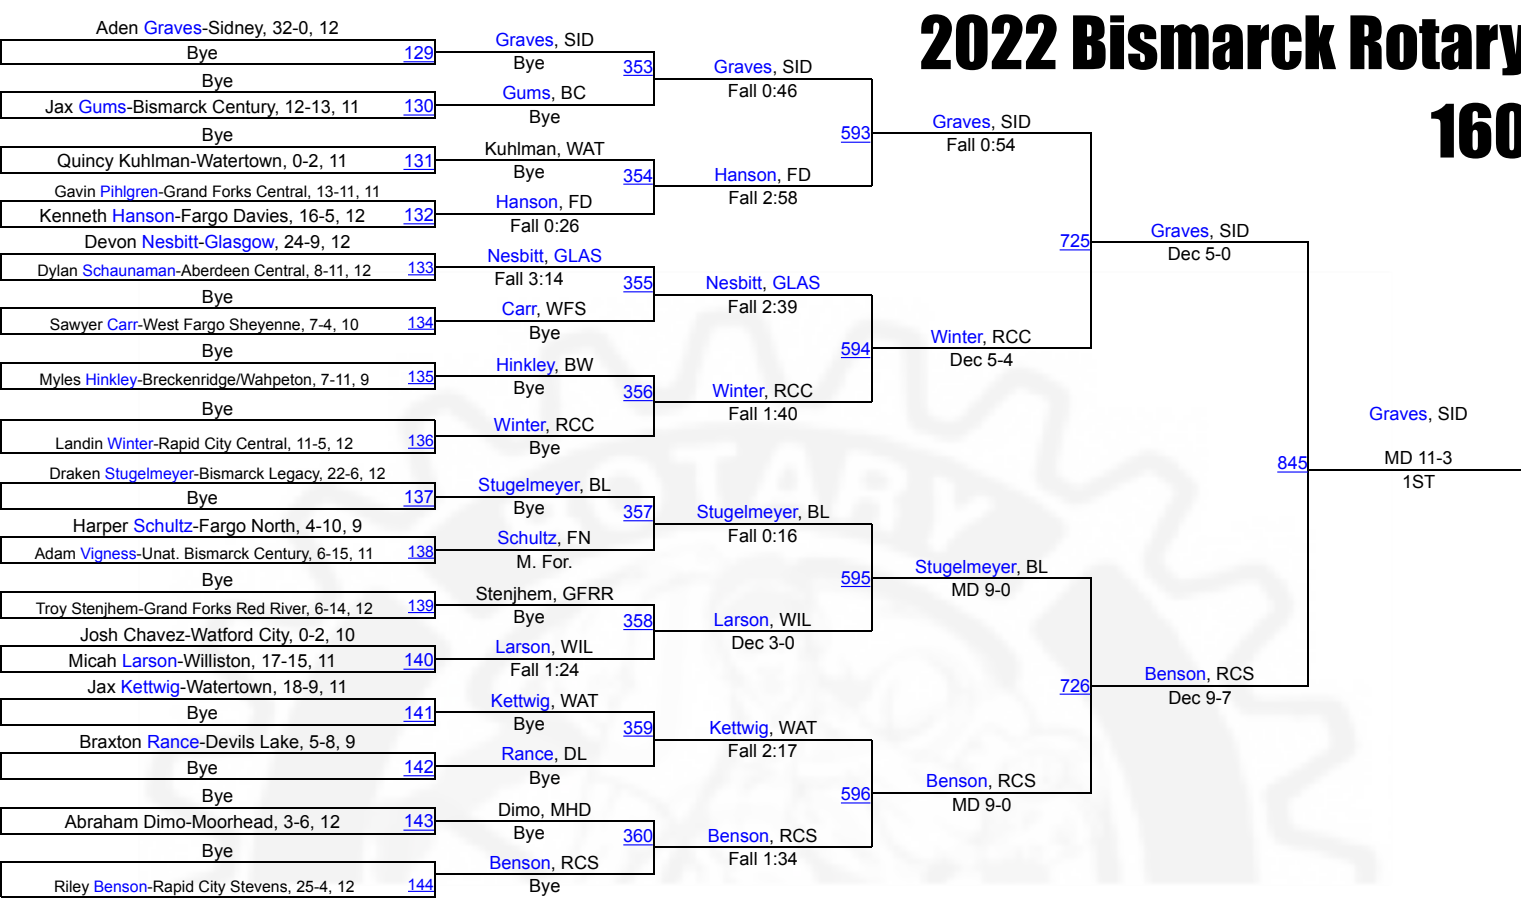 2022 Bismarck Rotary
160
Aden Graves-Sidney, 32-0, 12
Bye
129
Bye
Jax Gums-Bismarck Century, 12-13, 11
130
Bye
Quincy Kuhlman-Watertown, 0-2, 11
131
Gavin Pihlgren-Grand Forks Central, 13-11, 11
Kenneth Hanson-Fargo Davies, 16-5, 12
132
Devon Nesbitt-Glasgow, 24-9, 12
Dylan Schaunaman-Aberdeen Central, 8-11, 12
133
Bye
Sawyer Carr-West Fargo Sheyenne, 7-4, 10
134
Bye
Myles Hinkley-Breckenridge/Wahpeton, 7-11, 9
135
Bye
Landin Winter-Rapid City Central, 11-5, 12
136
Draken Stugelmeyer-Bismarck Legacy, 22-6, 12
Bye
137
Harper Schultz-Fargo North, 4-10, 9
Adam Vigness-Unat. Bismarck Century, 6-15, 11
138
Bye
Troy Stenjhem-Grand Forks Red River, 6-14, 12
139
Josh Chavez-Watford City, 0-2, 10
Micah Larson-Williston, 17-15, 11
140
Jax Kettwig-Watertown, 18-9, 11
Bye
141
Braxton Rance-Devils Lake, 5-8, 9
Bye
142
Bye
Abraham Dimo-Moorhead, 3-6, 12
143
Bye
Riley Benson-Rapid City Stevens, 25-4, 12
144
Graves, SID
Bye
353
Gums, BC
Bye
Kuhlman, WAT
Bye
354
Hanson, FD
Fall 0:26
Nesbitt, GLAS
Fall 3:14
355
Carr, WFS
Bye
Hinkley, BW
Bye
356
Winter, RCC
Bye
Stugelmeyer, BL
Bye
357
Schultz, FN
M. For.
Stenjhem, GFRR
Bye
358
Larson, WIL
Fall 1:24
Kettwig, WAT
Bye
359
Rance, DL
Bye
Dimo, MHD
Bye
360
Benson, RCS
Bye
Graves, SID
Fall 0:46
593
Hanson, FD
Fall 2:58
Nesbitt, GLAS
Fall 2:39
594
Winter, RCC
Fall 1:40
Stugelmeyer, BL
Fall 0:16
595
Larson, WIL
Dec 3-0
Kettwig, WAT
Fall 2:17
596
Benson, RCS
Fall 1:34
Graves, SID
Fall 0:54
725
Winter, RCC
Dec 5-4
Stugelmeyer, BL
MD 9-0
726
Benson, RCS
MD 9-0
Graves, SID
Dec 5-0
845
Benson, RCS
Dec 9-7
Graves, SID
MD 11-3
1ST
ROTARY